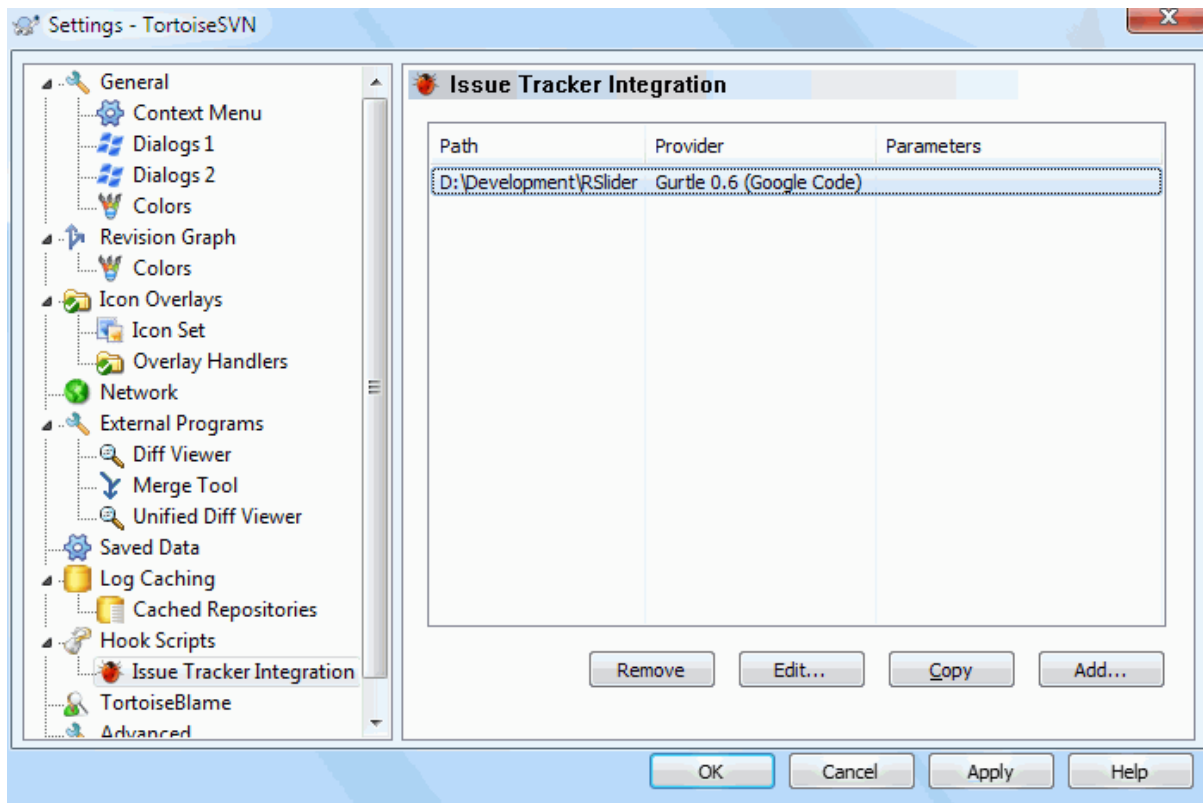 Settings - TortoiseSVN
General
Context Menu
Dialogs 1
Dialogs 2
Colors
Revision Graph
Colors
Icon Overlays
Icon Set
Overlay Handlers
Network
External Programs
Diff Viewer
Merge Tool
Unified Diff Viewer
Saved Data
Log Caching
Cached Repositories
Hook Scripts
Issue Tracker Integration
TortoiseBlame
Advanced
Issue Tracker Integration
Path Provider Parameters
D:\Development\RSlider Gurtle 0.6 (Google Code)
Remove Edit... Copy Add...
OK Cancel Apply Help